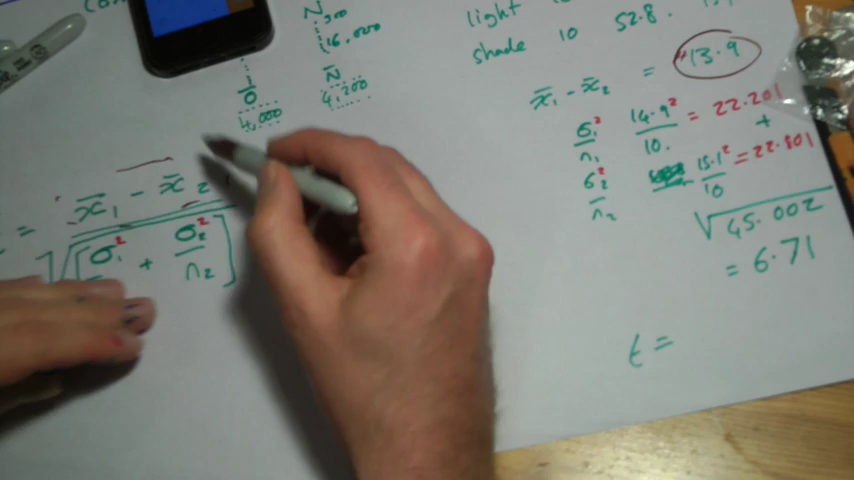 N
,300
16.000
N̄
0
4,200
4,000
light
shade 10 52.8.
x̄₁ - x̄₂ = 13.9
σ₁² / n₁ 14.9² / 10. = 22.201
+
σ₂² / n₂ 15.1² / 10 = 22.801
√45.002
= 6.71
t =
= x̄₁ - x̄₂
√[σ₁² + σ₂² / n₂]